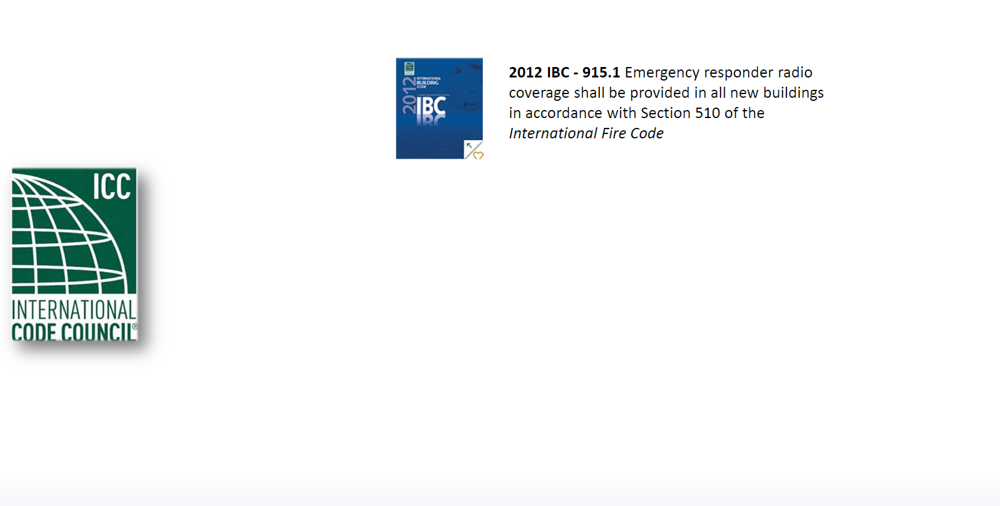 2012 IBC - 915.1 Emergency responder radio
coverage shall be provided in all new buildings
in accordance with Section 510 of the
International Fire Code
2012
INTERNATIONAL
BUILDING
CODE
IBC
ICC
INTERNATIONAL
CODE COUNCIL®